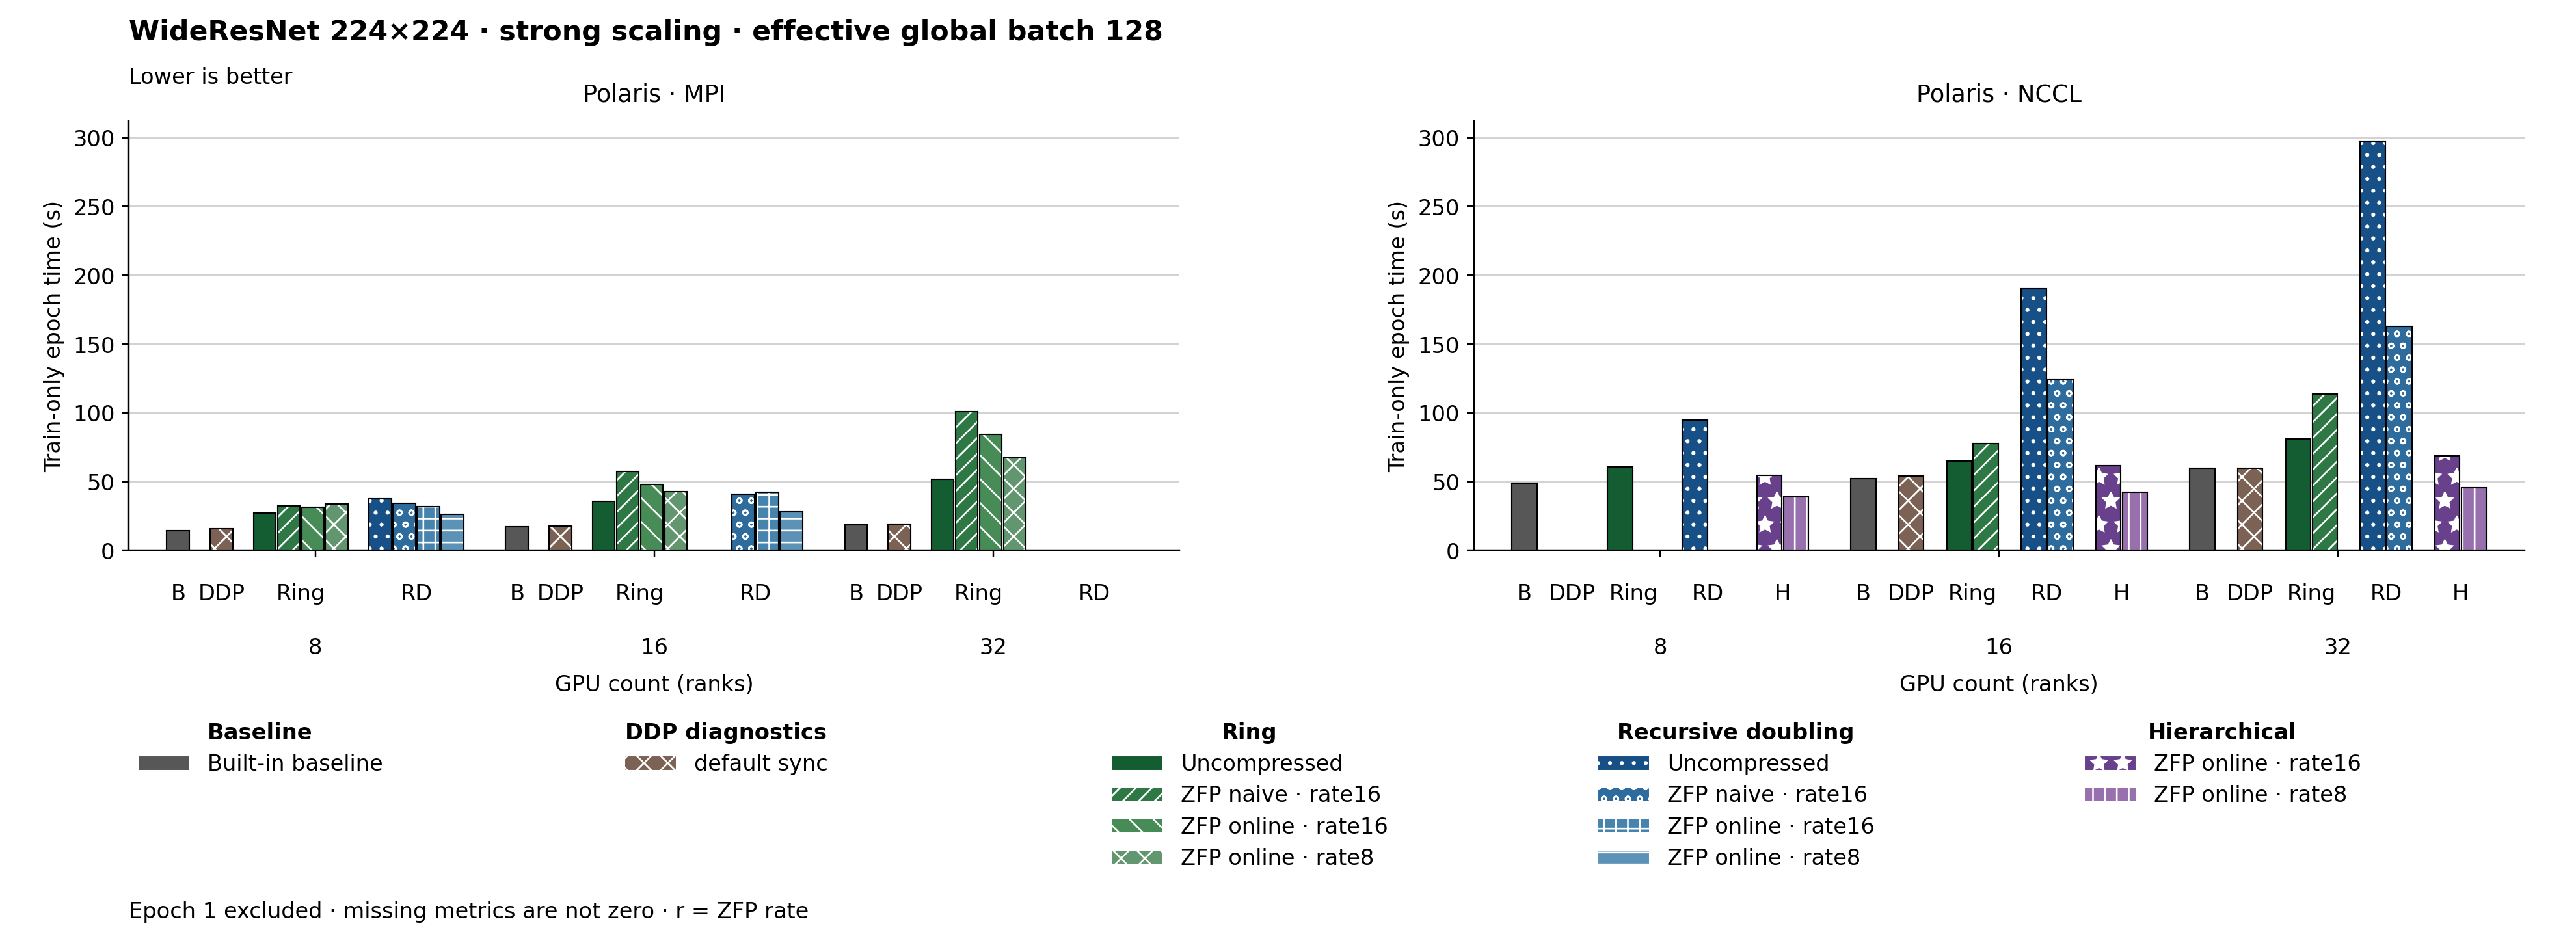 WideResNet 224×224 · strong scaling · effective global batch 128
Lower is better
Polaris · MPI
Train-only epoch time (s)
300
250
200
150
100
50
0
B DDP Ring RD B DDP Ring RD B DDP Ring RD
8 16 32
GPU count (ranks)
Polaris · NCCL
Train-only epoch time (s)
300
250
200
150
100
50
0
B DDP Ring RD H B DDP Ring RD H B DDP Ring RD H
8 16 32
GPU count (ranks)
Baseline
Built-in baseline
DDP diagnostics
default sync
Ring
Uncompressed
ZFP naive · rate16
ZFP online · rate16
ZFP online · rate8
Recursive doubling
Uncompressed
ZFP naive · rate16
ZFP online · rate16
ZFP online · rate8
Hierarchical
ZFP online · rate16
ZFP online · rate8
Epoch 1 excluded · missing metrics are not zero · r = ZFP rate